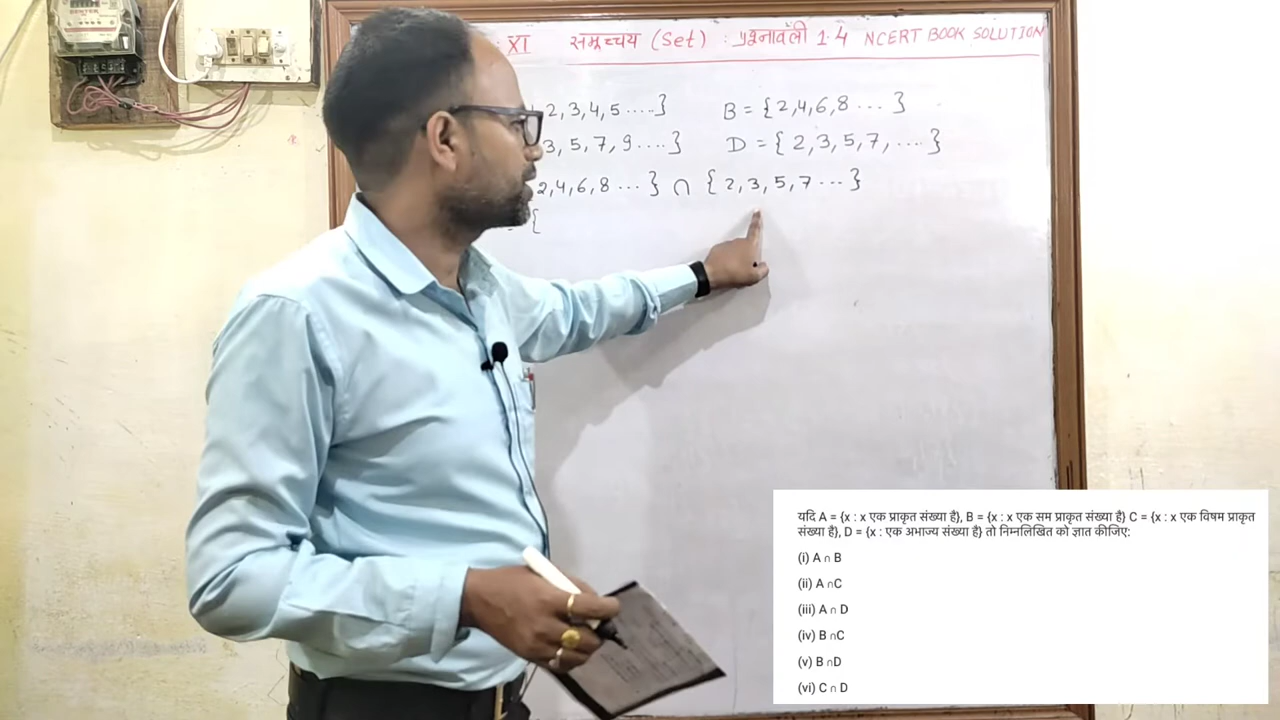 : XI समुच्चय (Set) : प्रश्नावली 1.4 NCERT BOOK SOLUTION
2, 3, 4, 5 ....} B = {2,4,6,8 ... }
3, 5, 7, 9 ....} D = { 2,3,5,7, .... }
2,4,6,8 ... } ∩ { 2,3,5,7 ... }
= {
यदि A = {x : x एक प्राकृत संख्या है}, B = {x : x एक सम प्राकृत संख्या है} C = {x : x एक विषम प्राकृत
संख्या है}, D = {x : एक अभाज्य संख्या है} तो निम्नलिखित को ज्ञात कीजिए:
(i) A ∩ B
(ii) A ∩C
(iii) A ∩ D
(iv) B ∩C
(v) B ∩D
(vi) C ∩ D